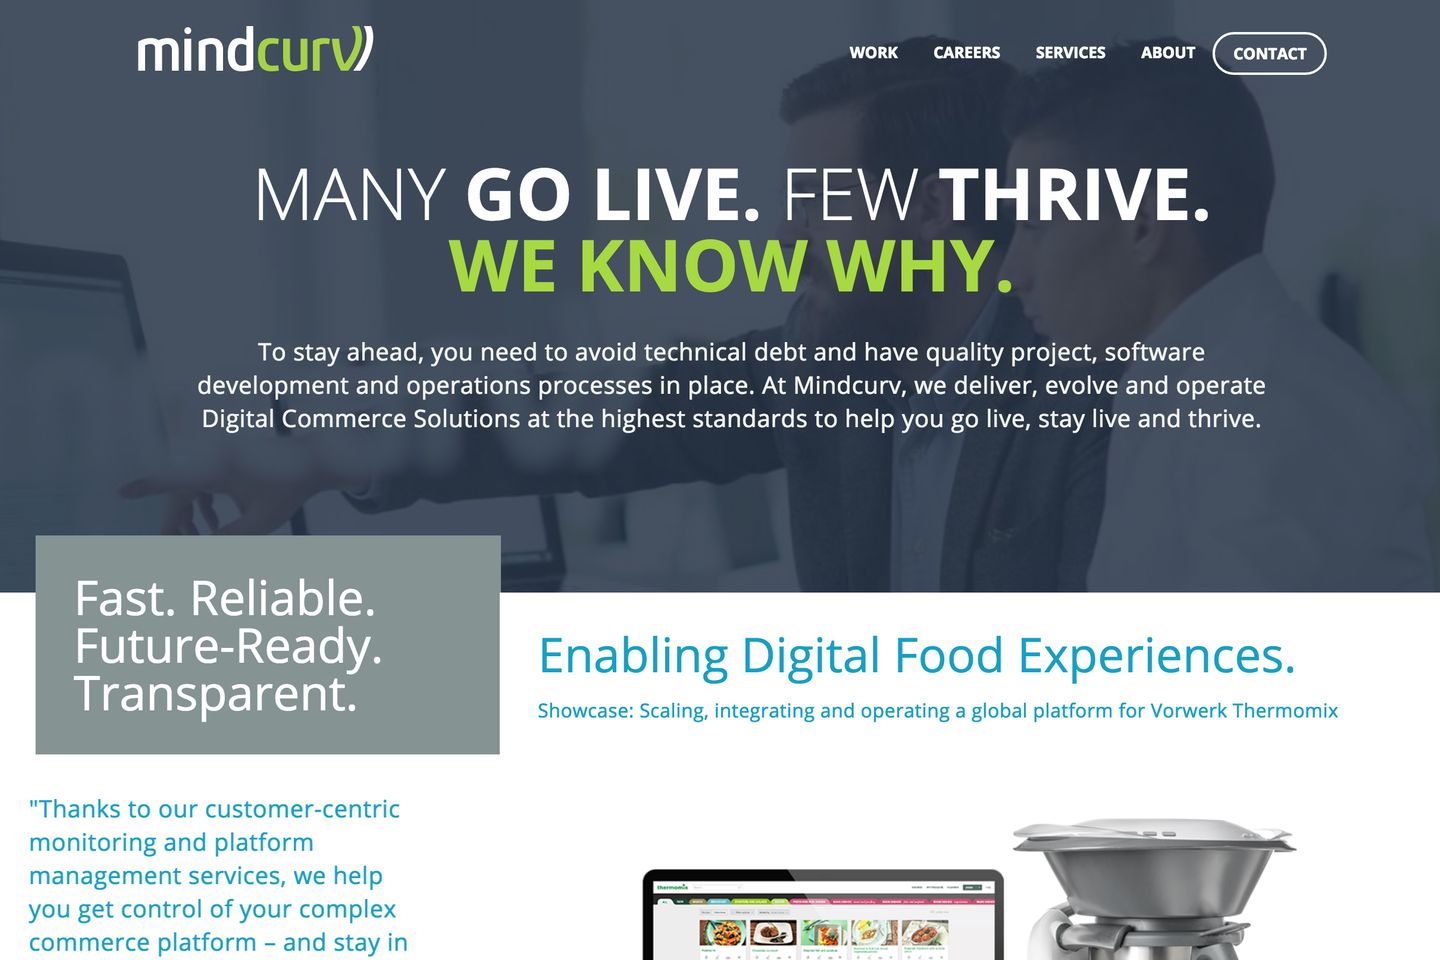 mindcurv
WORK
CAREERS
SERVICES
ABOUT
CONTACT
MANY GO LIVE. FEW THRIVE.
WE KNOW WHY.
To stay ahead, you need to avoid technical debt and have quality project, software
development and operations processes in place. At Mindcurv, we deliver, evolve and operate
Digital Commerce Solutions at the highest standards to help you go live, stay live and thrive.
Fast. Reliable.
Future-Ready.
Transparent.
Enabling Digital Food Experiences.
Showcase: Scaling, integrating and operating a global platform for Vorwerk Thermomix
"Thanks to our customer-centric
monitoring and platform
management services, we help
you get control of your complex
commerce platform – and stay in
thermomix